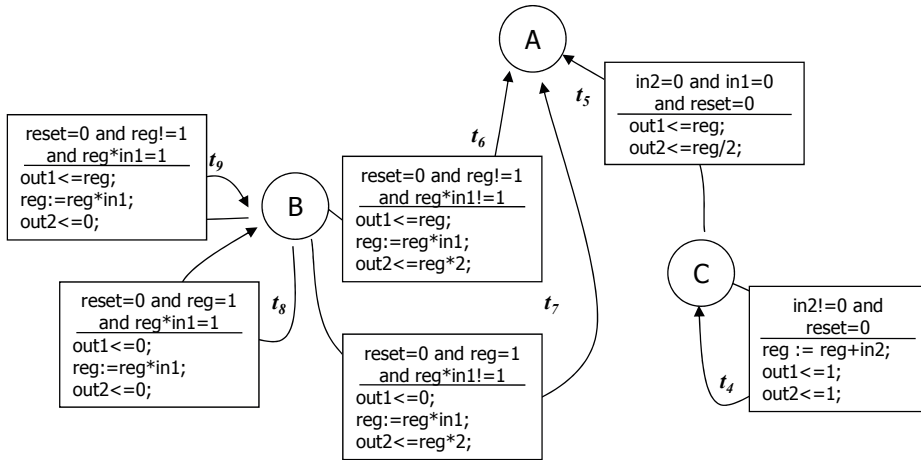 A
in2=0 and in1=0
and reset=0
out1<=reg;
out2<=reg/2;
t5
reset=0 and reg!=1
and reg*in1=1
out1<=reg;
reg:=reg*in1;
out2<=0;
t9
B
t6
reset=0 and reg!=1
and reg*in1!=1
out1<=reg;
reg:=reg*in1;
out2<=reg*2;
C
reset=0 and reg=1
and reg*in1=1
out1<=0;
reg:=reg*in1;
out2<=0;
t8
t7
reset=0 and reg=1
and reg*in1!=1
out1<=0;
reg:=reg*in1;
out2<=reg*2;
in2!=0 and
reset=0
reg := reg+in2;
out1<=1;
out2<=1;
t4